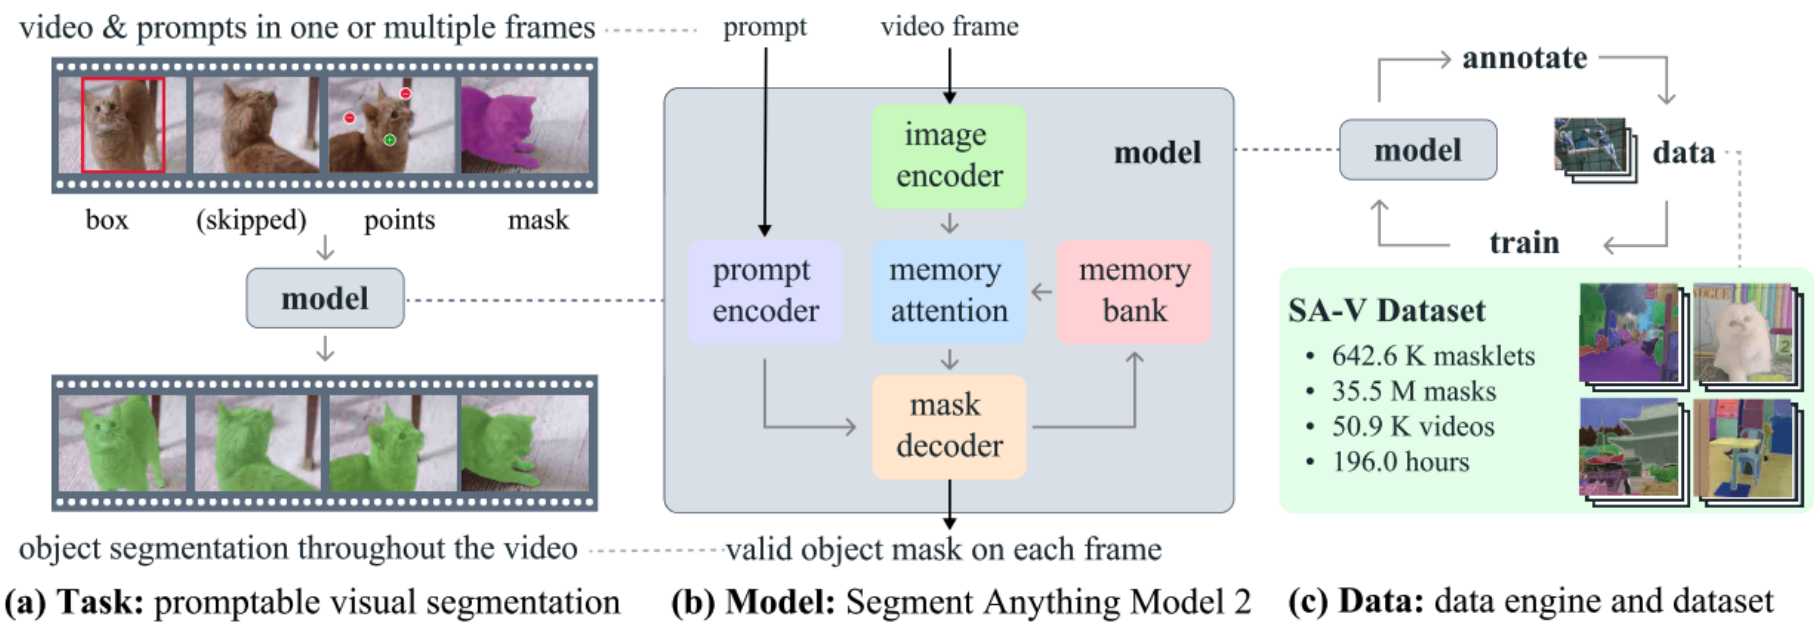 video & prompts in one or multiple frames
box
(skipped)
points
mask
model
object segmentation throughout the video
(a) Task: promptable visual segmentation
prompt
video frame
image
encoder
model
prompt
encoder
memory
attention
memory
bank
mask
decoder
valid object mask on each frame
(b) Model: Segment Anything Model 2
annotate
model
data
train
SA-V Dataset
• 642.6 K masklets
• 35.5 M masks
• 50.9 K videos
• 196.0 hours
(c) Data: data engine and dataset